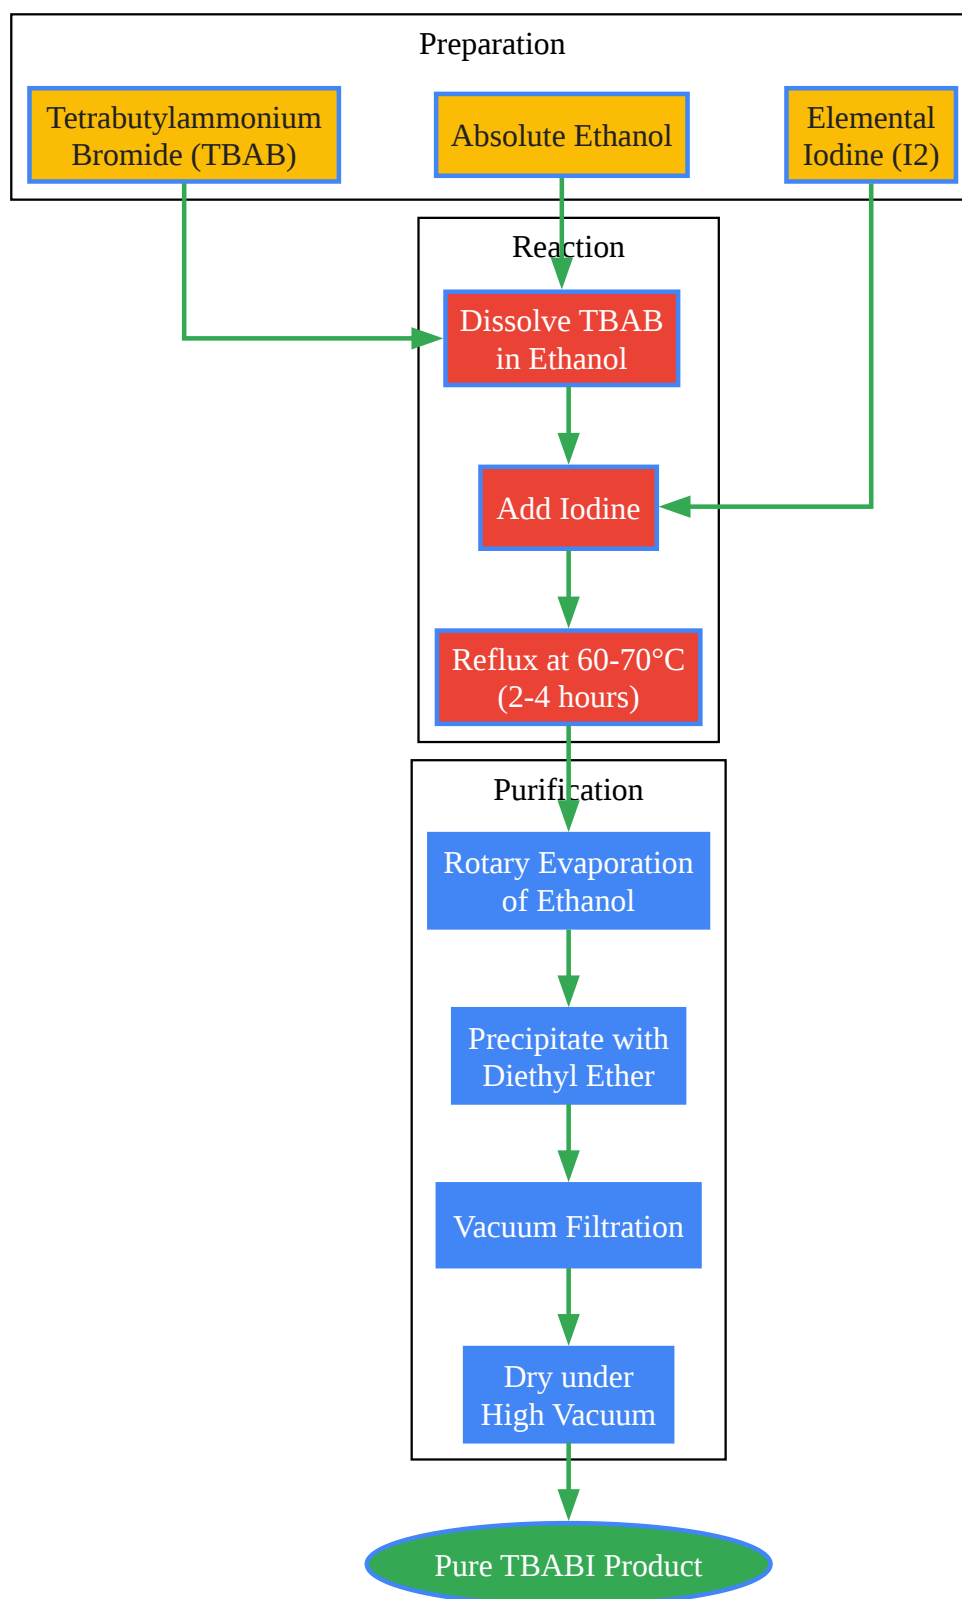 Preparation
Tetrabutylammonium
Bromide (TBAB)
Absolute Ethanol
Elemental
Iodine (I2)
Reaction
Dissolve TBAB
in Ethanol
Add Iodine
Reflux at 60-70°C
(2-4 hours)
Purification
Rotary Evaporation
of Ethanol
Precipitate with
Diethyl Ether
Vacuum Filtration
Dry under
High Vacuum
Pure TBABI Product